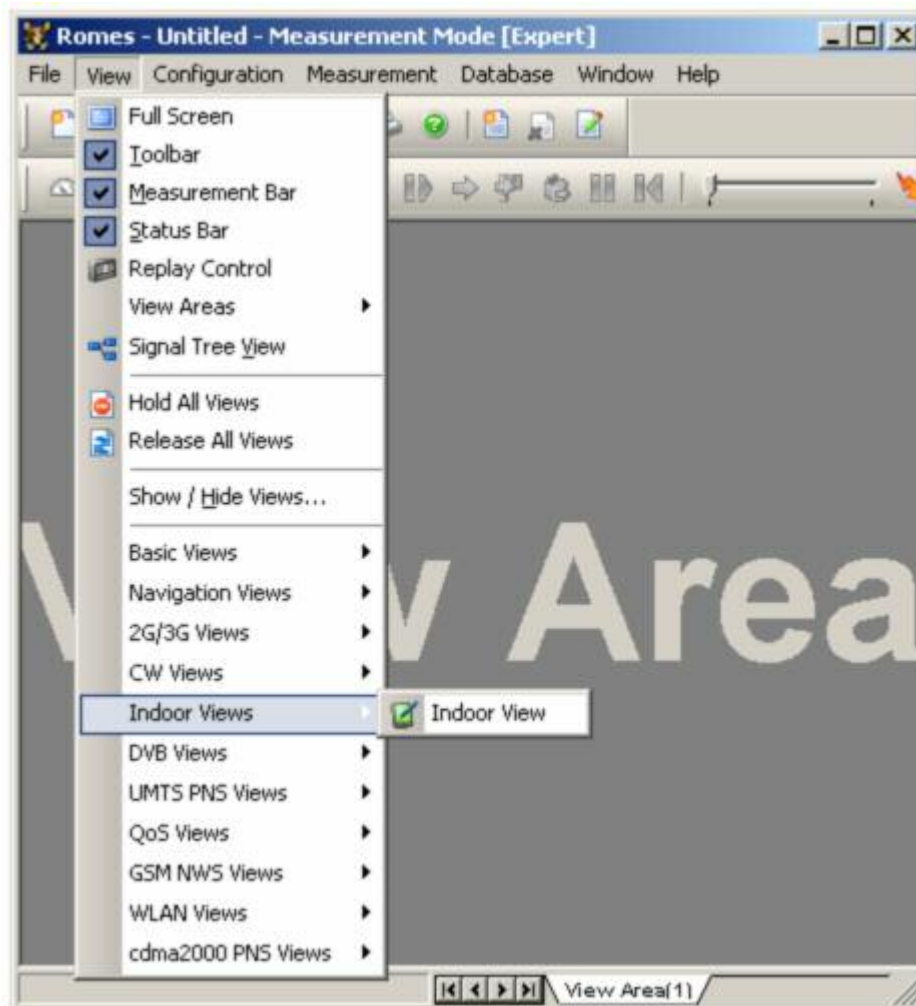 Romes - Untitled - Measurement Mode [Expert]
File View Configuration Measurement Database Window Help
Full Screen
Toolbar
Measurement Bar
Status Bar
Replay Control
View Areas
Signal Tree View
Hold All Views
Release All Views
Show / Hide Views...
Basic Views
Navigation Views
2G/3G Views
CW Views
Indoor Views
Indoor View
DVB Views
UMTS PNS Views
QoS Views
GSM NWS Views
WLAN Views
cdma2000 PNS Views
Area
View Area(1)